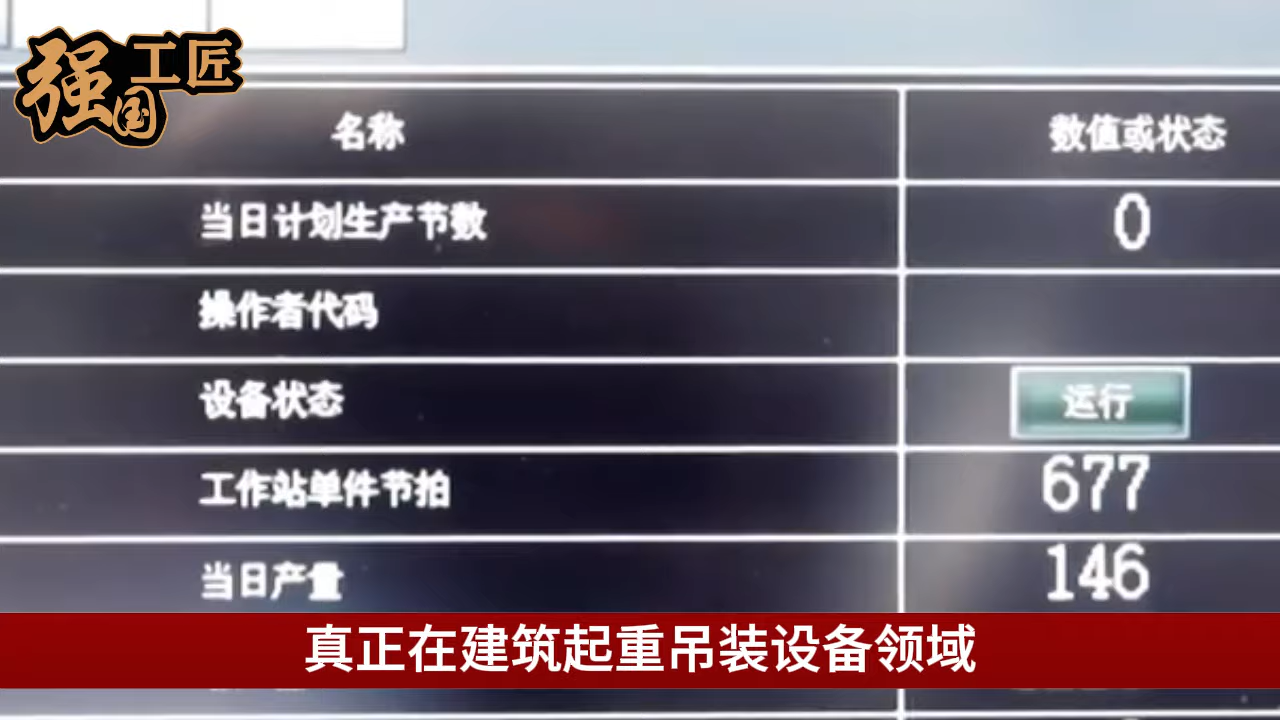 强国工匠
名称 数值或状态
当日计划生产节数 0
操作者代码
设备状态 运行
工作站单件节拍 677
当日产量 146
真正在建筑起重吊装设备领域